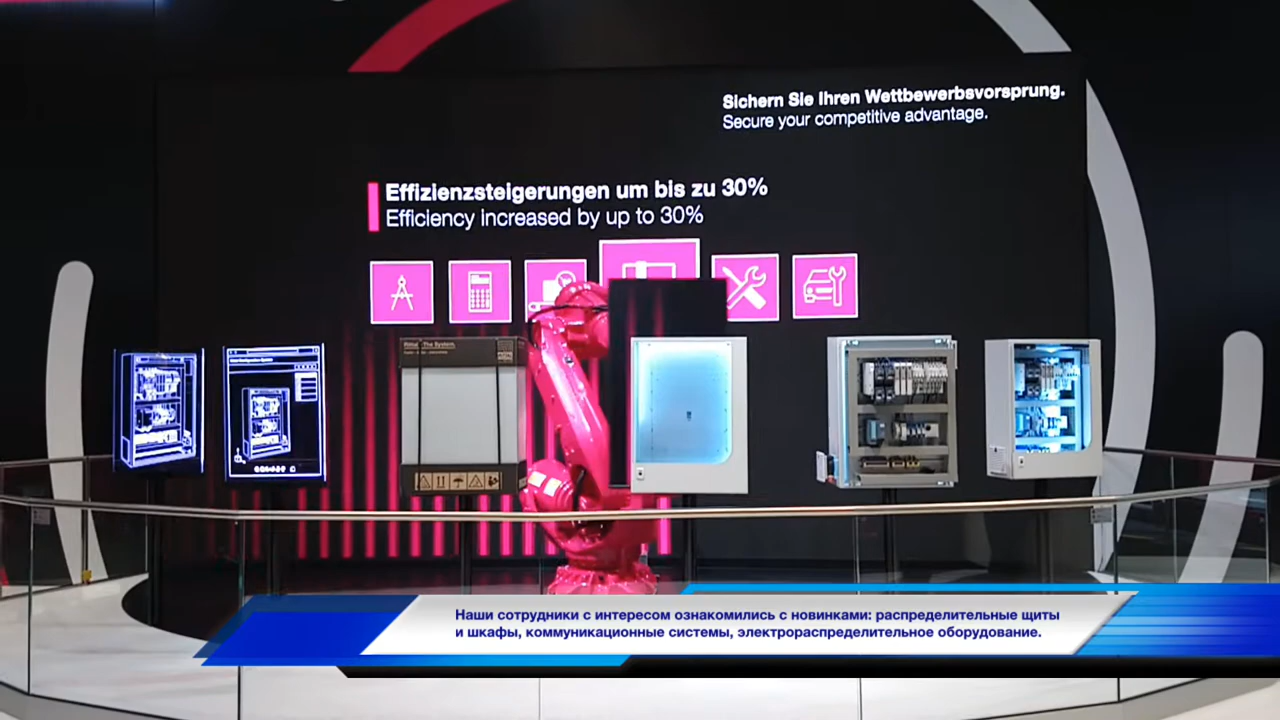 Sichern Sie Ihren Wettbewerbsvorsprung.
Secure your competitive advantage.
Effizienzsteigerungen um bis zu 30%
Efficiency increased by up to 30%
Rittal – The System.
Наши сотрудники с интересом ознакомились с новинками: распределительные щиты
и шкафы, коммуникационные системы, электрораспределительное оборудование.